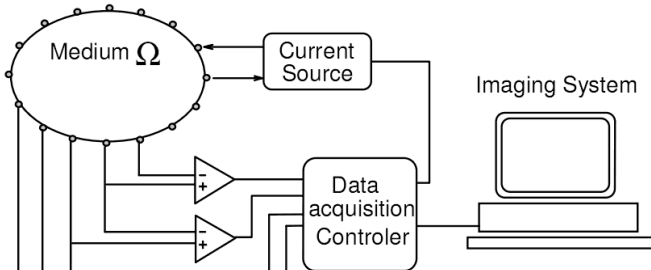 Medium Ω
Current
Source
Imaging System
-
+
Data
acquisition
Controler
-
+